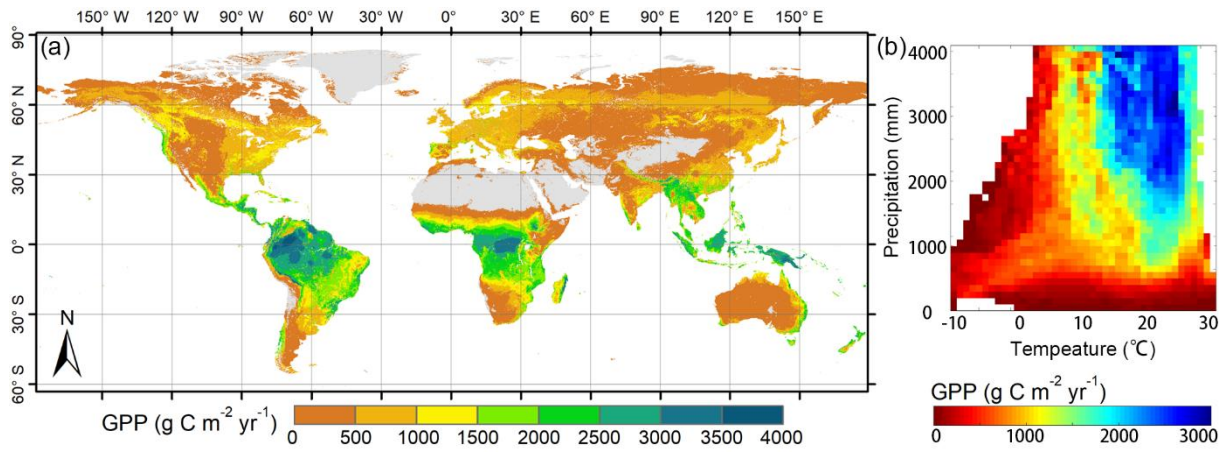 150° W 120° W 90° W 60° W 30° W 0° 30° E 60° E 90° E 120° E 150° E
90°
(a)
60° N
30° N
0°
30° S
60° S
N
GPP (g C m⁻² yr⁻¹)
0 500 1000 1500 2000 2500 3000 3500 4000
(b)
4000
3000
2000
1000
0
Precipitation (mm)
-10 0 10 20 30
Tempeature (℃)
GPP (g C m⁻² yr⁻¹)
0 1000 2000 3000